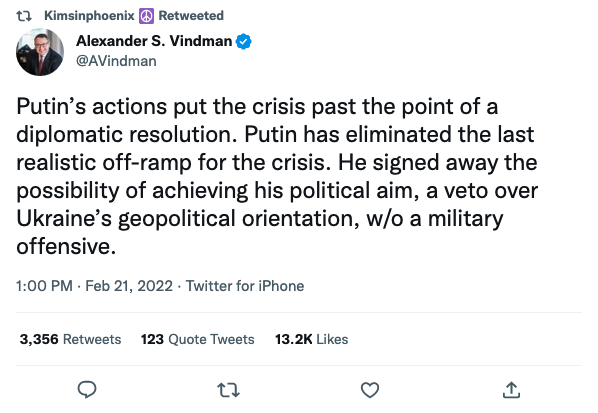 Kimsinphoenix ☮ Retweeted
Alexander S. Vindman
@AVindman
Putin's actions put the crisis past the point of a
diplomatic resolution. Putin has eliminated the last
realistic off-ramp for the crisis. He signed away the
possibility of achieving his political aim, a veto over
Ukraine's geopolitical orientation, w/o a military
offensive.
1:00 PM · Feb 21, 2022 · Twitter for iPhone
3,356 Retweets 123 Quote Tweets 13.2K Likes